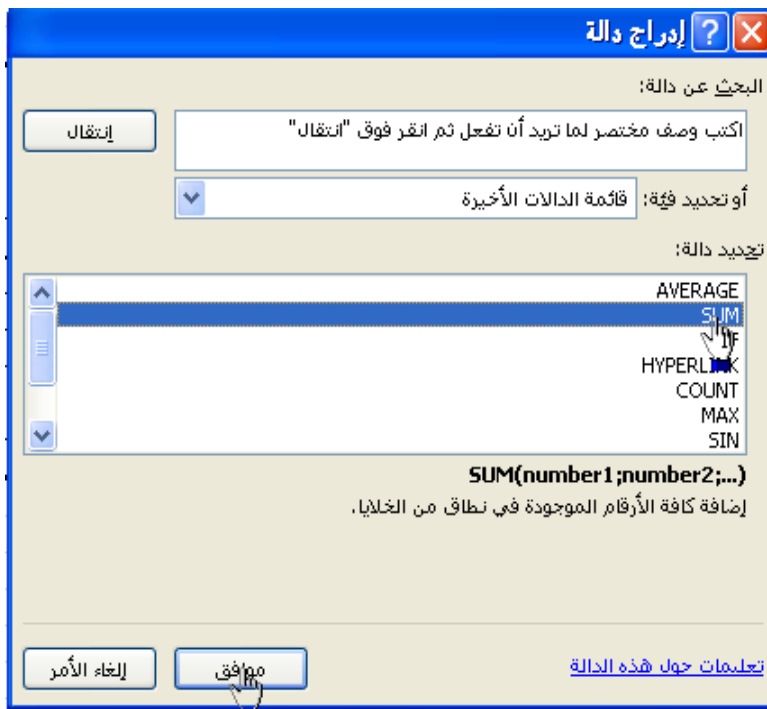 إدراج دالة
البحث عن دالة:
اكتب وصف مختصر لما تريد أن تفعل ثم انقر فوق "انتقال"
إنتقال
أو تحديد فئة: قائمة الدالات الأخيرة
تحديد دالة:
AVERAGE
SUM
IF
HYPERLINK
COUNT
MAX
SIN
SUM(number1;number2;...)
إضافة كافة الأرقام الموجودة في نطاق من الخلايا.
تعليمات حول هذه الدالة
موافق
إلغاء الأمر